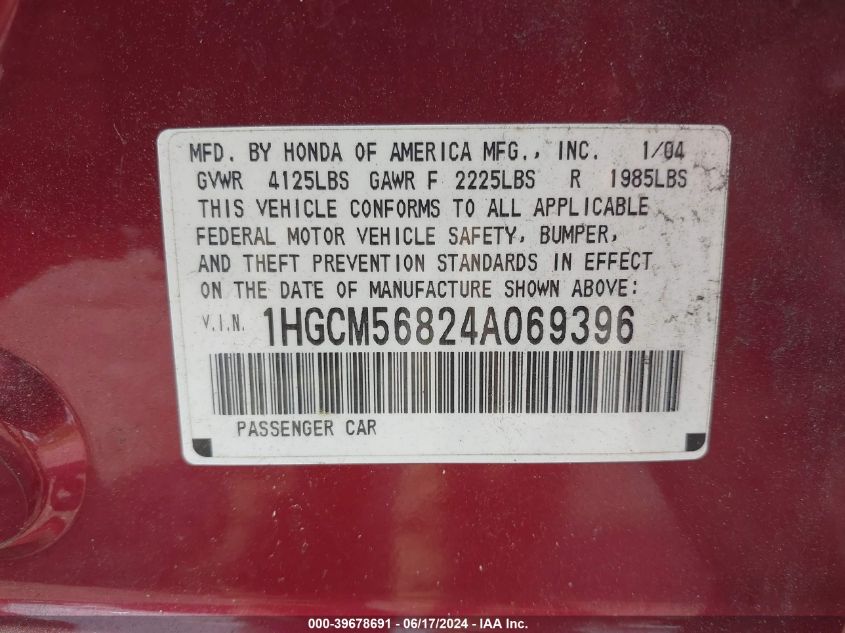 MFD. BY HONDA OF AMERICA MFG., INC. 1/04
GVWR 4125LBS GAWR F 2225LBS R 1985LBS
THIS VEHICLE CONFORMS TO ALL APPLICABLE
FEDERAL MOTOR VEHICLE SAFETY, BUMPER,
AND THEFT PREVENTION STANDARDS IN EFFECT
ON THE DATE OF MANUFACTURE SHOWN ABOVE:
V.I.N. 1HGCM56824A069396
PASSENGER CAR
000-39678691 - 06/17/2024 - IAA Inc.